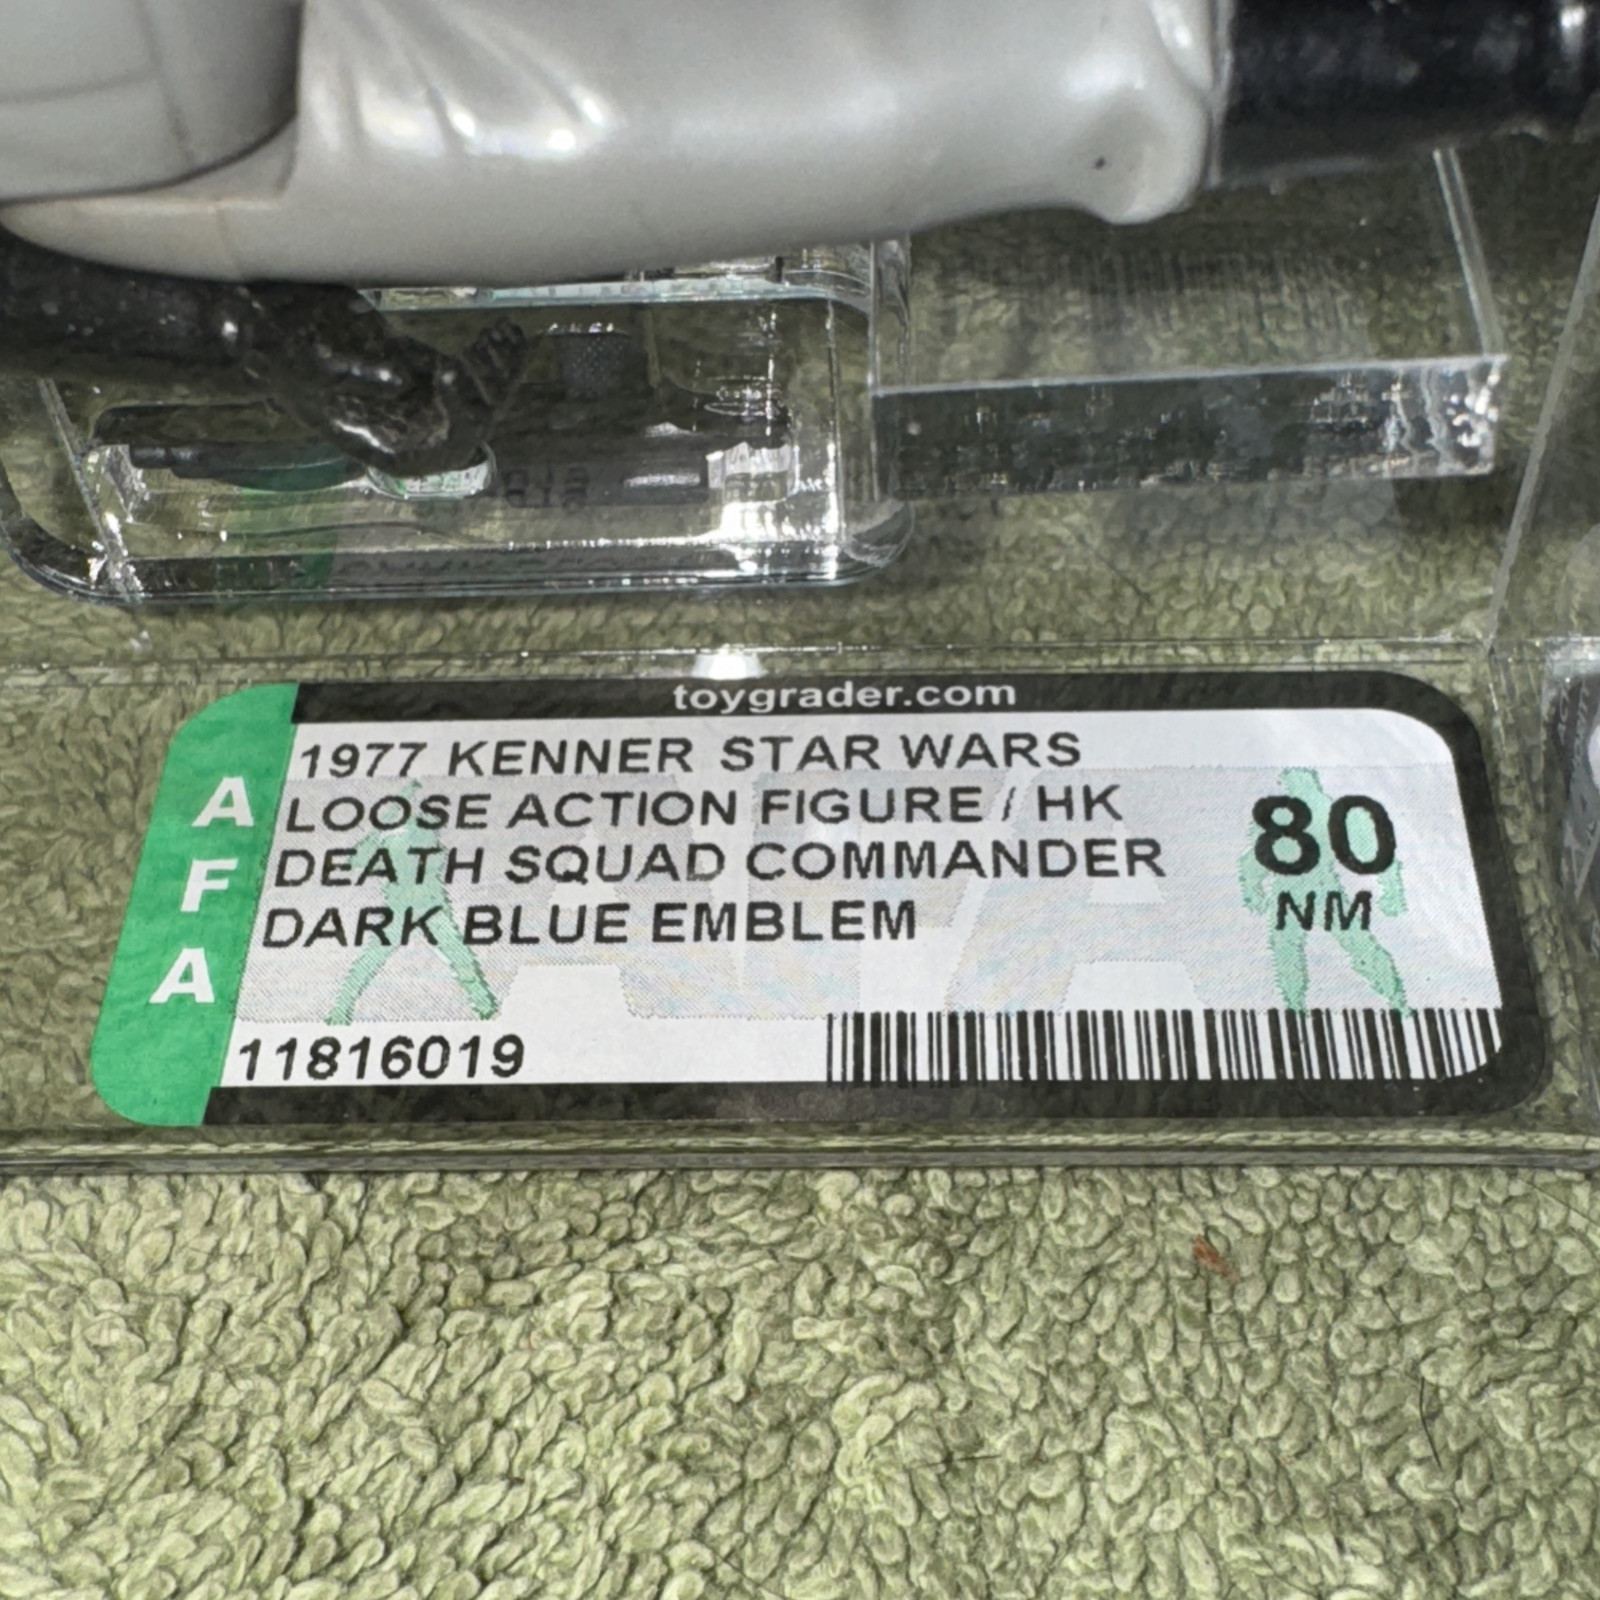 toygrader.com
AFA
1977 KENNER STAR WARS
LOOSE ACTION FIGURE / HK
DEATH SQUAD COMMANDER
DARK BLUE EMBLEM
80
NM
11816019